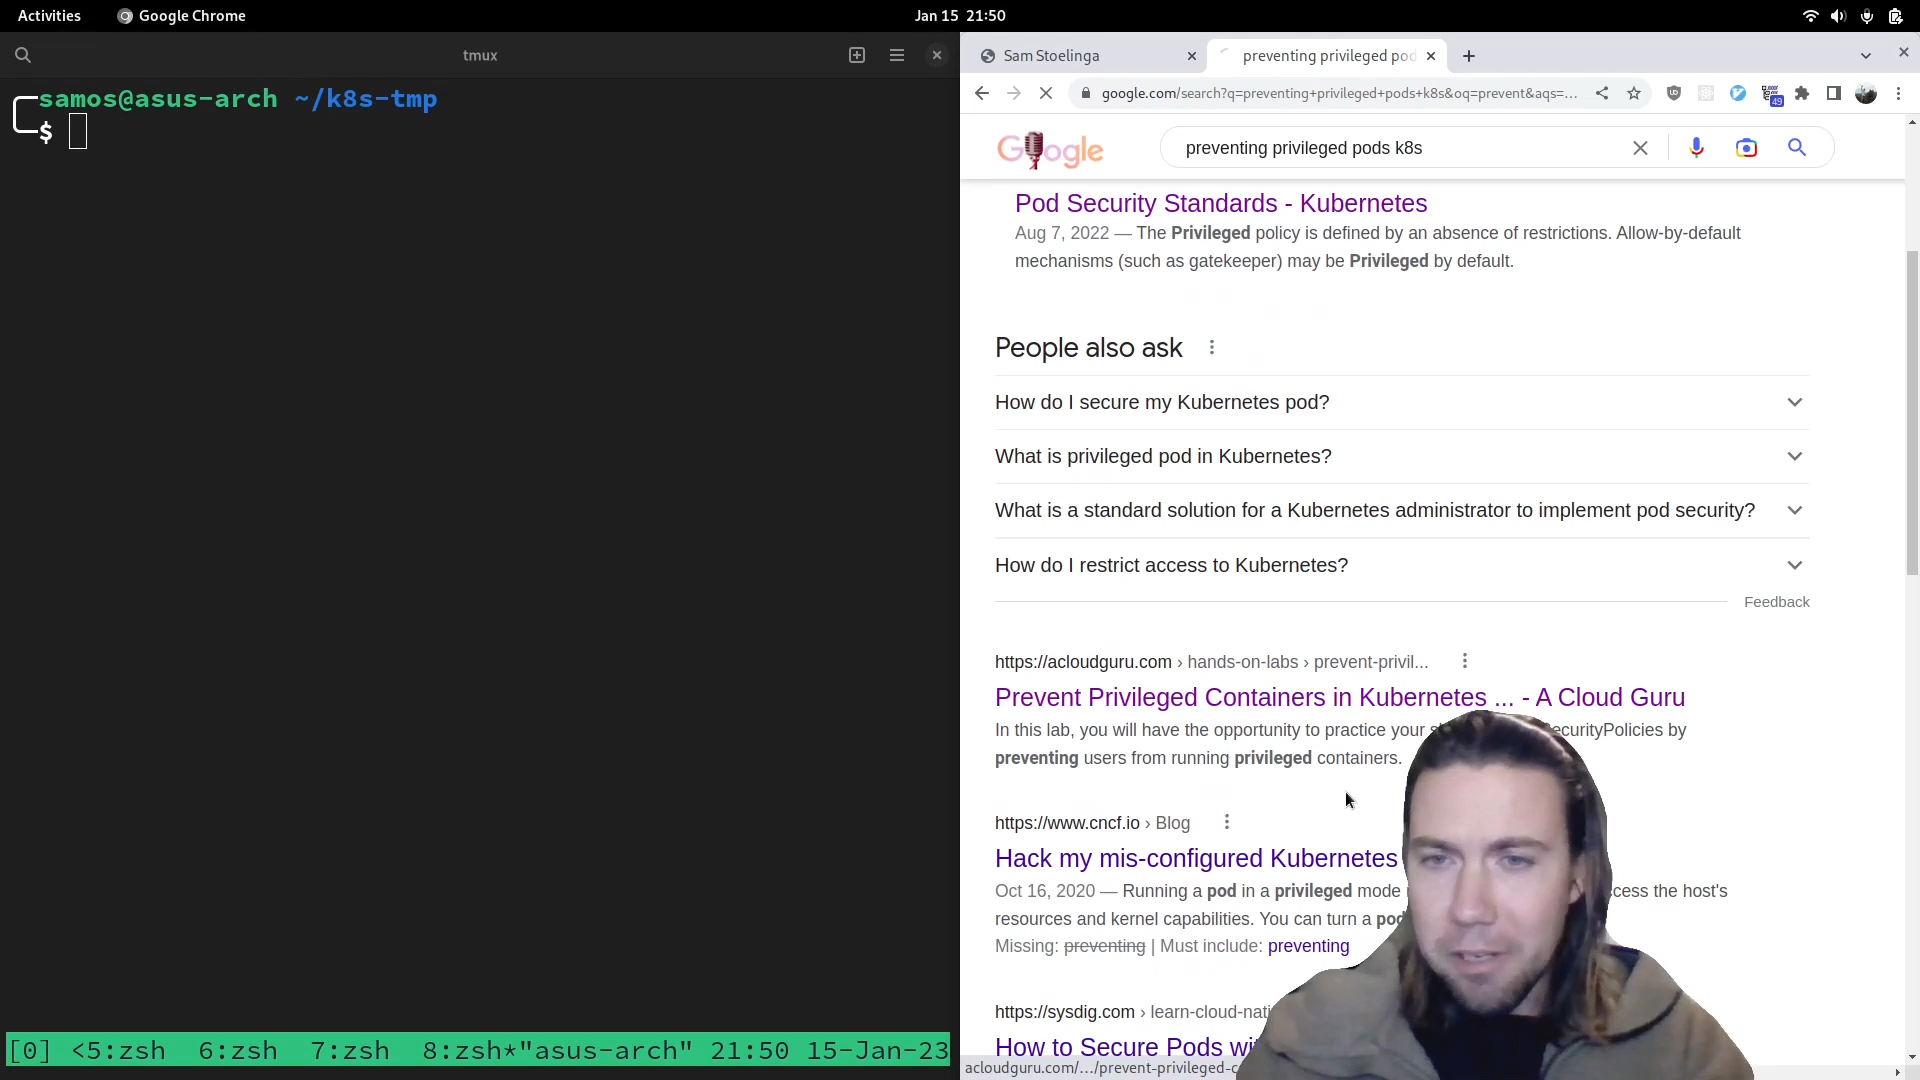 Activities
Google Chrome
Jan 15 21:50
tmux
samos@asus-arch ~/k8s-tmp
$
[0] <5:zsh 6:zsh 7:zsh 8:zsh*"asus-arch" 21:50 15-Jan-23
Sam Stoelinga
preventing privileged pod
google.com/search?q=preventing+privileged+pods+k8s&oq=prevent&aqs=...
49
Google
preventing privileged pods k8s
Pod Security Standards - Kubernetes
Aug 7, 2022 — The Privileged policy is defined by an absence of restrictions. Allow-by-default
mechanisms (such as gatekeeper) may be Privileged by default.
People also ask
How do I secure my Kubernetes pod?
What is privileged pod in Kubernetes?
What is a standard solution for a Kubernetes administrator to implement pod security?
How do I restrict access to Kubernetes?
Feedback
https://acloudguru.com › hands-on-labs › prevent-privil...
Prevent Privileged Containers in Kubernetes ... - A Cloud Guru
In this lab, you will have the opportunity to practice your ecurityPolicies by
preventing users from running privileged containers.
https://www.cncf.io › Blog
Hack my mis-configured Kubernetes
Oct 16, 2020 — Running a pod in a privileged mode ccess the host's
resources and kernel capabilities. You can turn a pod
Missing: preventing | Must include: preventing
https://sysdig.com › learn-cloud-nati
How to Secure Pods wi
acloudguru.com/.../prevent-privileged-c